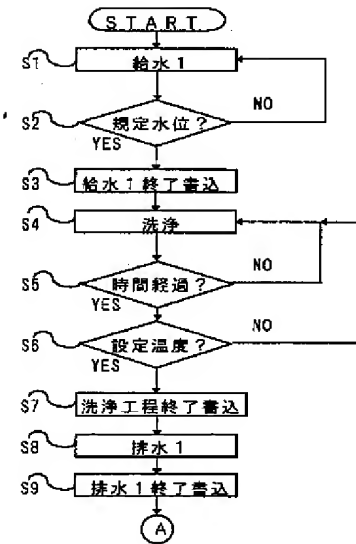 START
S1 給水1
S2 規定水位?
NO
YES
S3 給水1終了書込
S4 洗浄
S5 時間経過?
NO
YES
S6 設定温度?
NO
YES
S7 洗浄工程終了書込
S8 排水1
S9 排水1終了書込
A